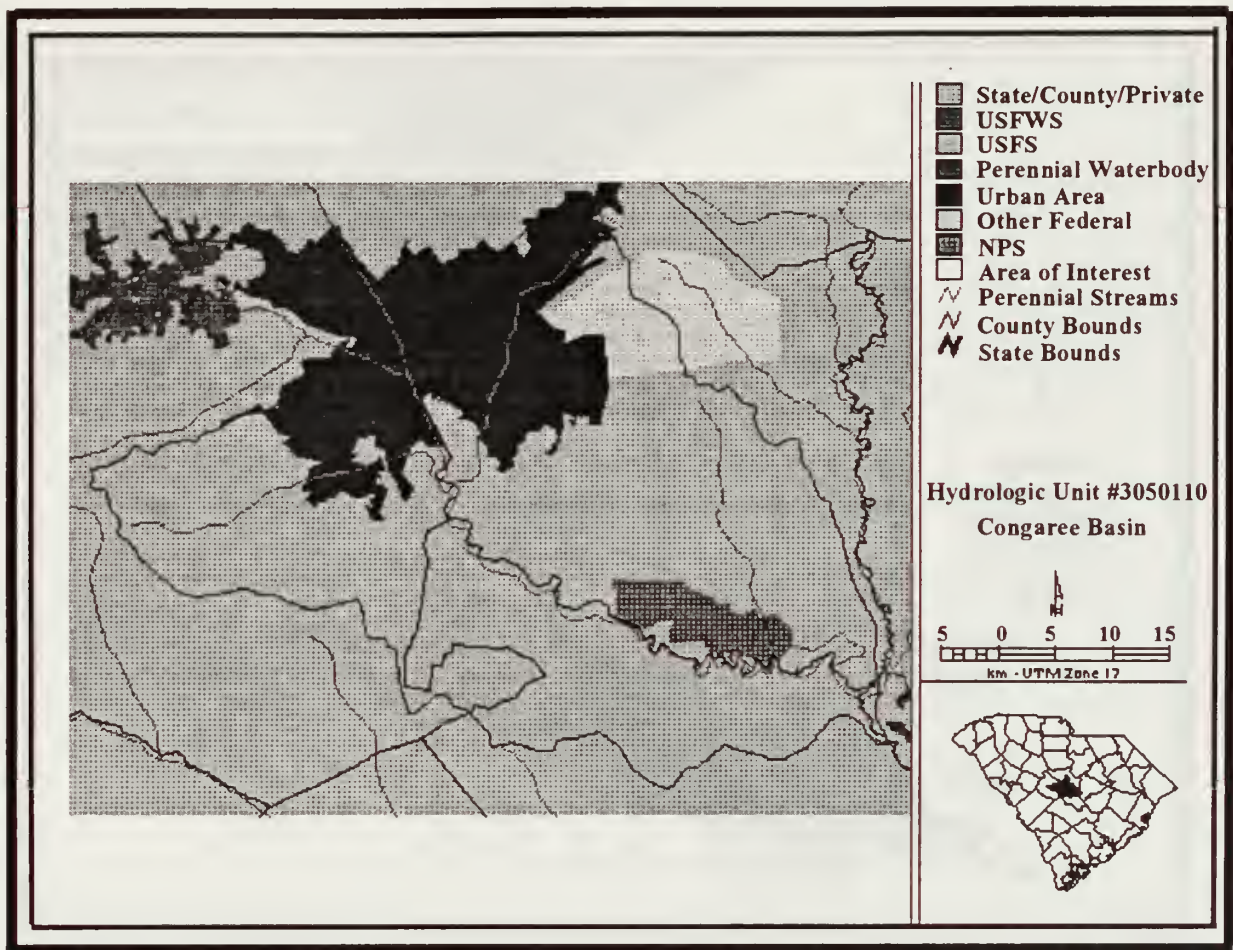 State/County/Private
USFWS
USFS
Perennial Waterbody
Urban Area
Other Federal
NPS
Area of Interest
Perennial Streams
County Bounds
State Bounds
Hydrologic Unit #3050110
Congaree Basin
N
5 0 5 10 15
km - UTM Zone 17